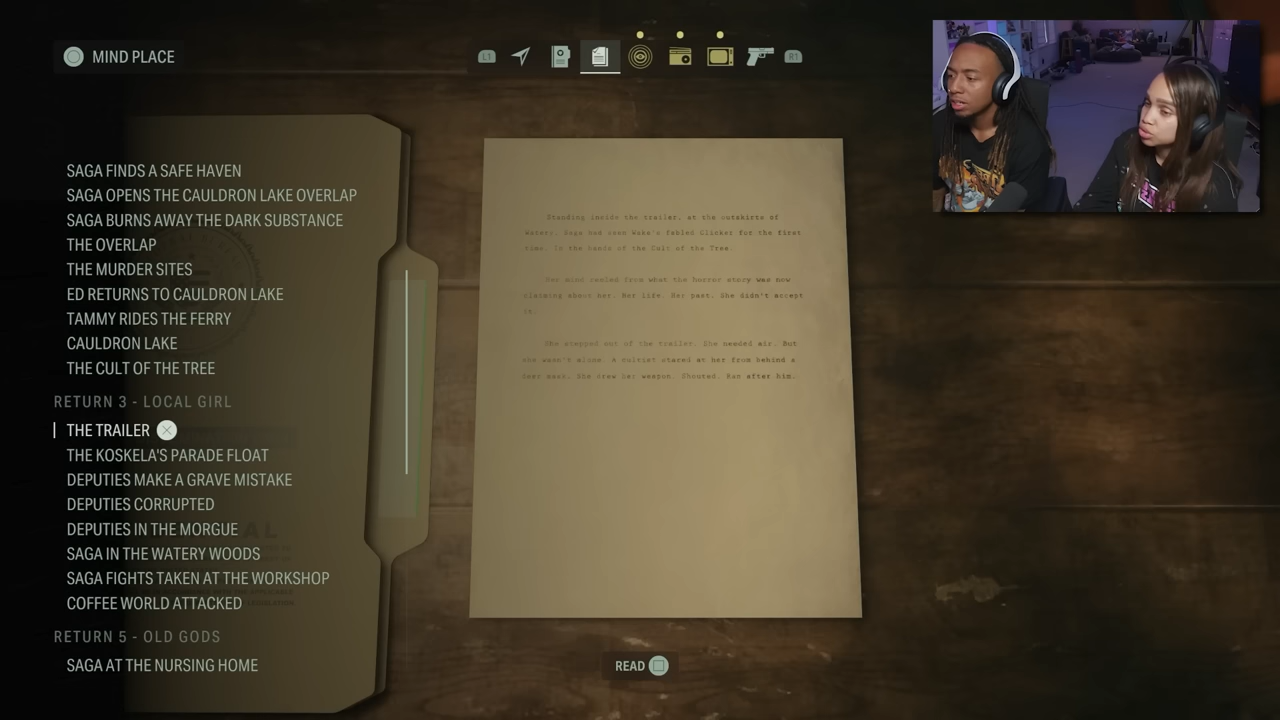 L1
R1
MIND PLACE
SAGA FINDS A SAFE HAVEN
SAGA OPENS THE CAULDRON LAKE OVERLAP
SAGA BURNS AWAY THE DARK SUBSTANCE
THE OVERLAP
THE MURDER SITES
ED RETURNS TO CAULDRON LAKE
TAMMY RIDES THE FERRY
CAULDRON LAKE
THE CULT OF THE TREE
RETURN 3 - LOCAL GIRL
THE TRAILER
THE KOSKELA'S PARADE FLOAT
DEPUTIES MAKE A GRAVE MISTAKE
DEPUTIES CORRUPTED
DEPUTIES IN THE MORGUE
SAGA IN THE WATERY WOODS
SAGA FIGHTS TAKEN AT THE WORKSHOP
COFFEE WORLD ATTACKED
RETURN 5 - OLD GODS
SAGA AT THE NURSING HOME
Standing inside the trailer, at the outskirts of
Watery, Saga had seen Wake's fabled Clicker for the first
time. In the hands of the Cult of the Tree.
Her mind reeled from what the horror story was now
claiming about her. Her life. Her past. She didn't accept
it.
She stepped out of the trailer. She needed air. But
she wasn't alone. A cultist stared at her from behind a
deer mask. She drew her weapon. Shouted. Ran after him.
READ